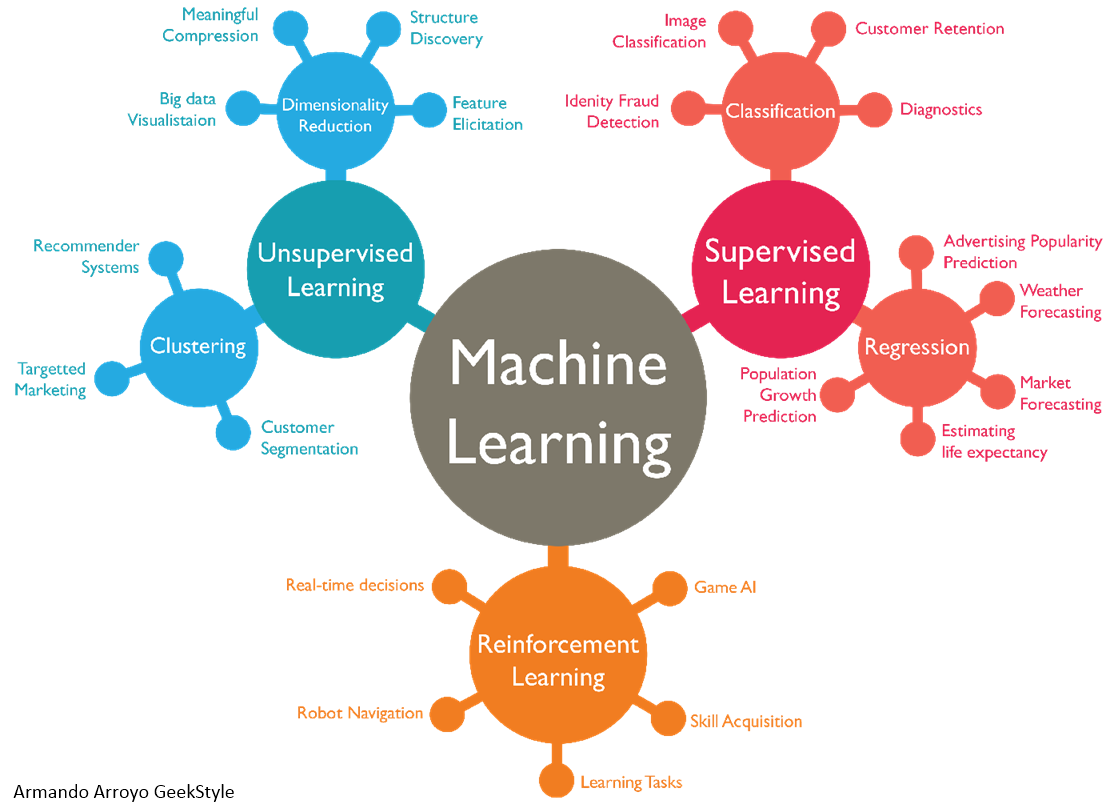 Meaningful
Compression
Structure
Discovery
Big data
Visualistaion
Dimensionality
Reduction
Feature
Elicitation
Image
Classification
Customer Retention
Idenity Fraud
Detection
Classification
Diagnostics
Unsupervised
Learning
Supervised
Learning
Recommender
Systems
Clustering
Targetted
Marketing
Customer
Segmentation
Machine
Learning
Advertising Popularity
Prediction
Weather
Forecasting
Regression
Population
Growth
Prediction
Market
Forecasting
Estimating
life expectancy
Real-time decisions
Game AI
Reinforcement
Learning
Robot Navigation
Skill Acquisition
Learning Tasks
Armando Arroyo GeekStyle